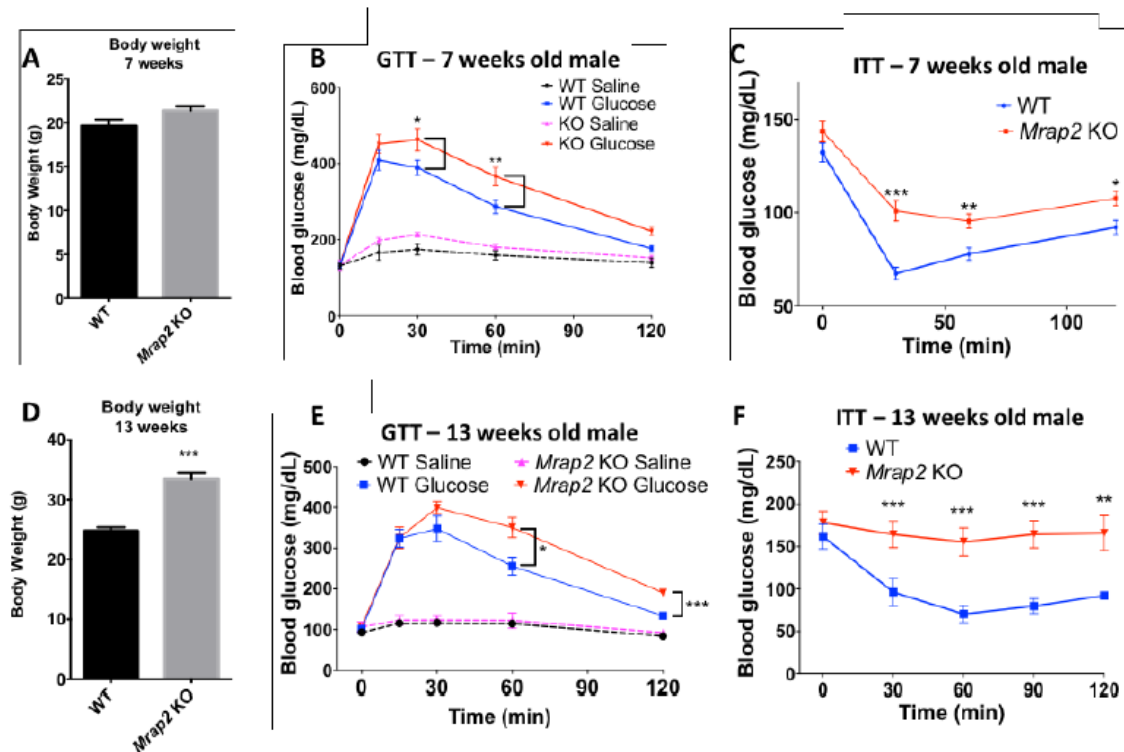 A
Body weight
7 weeks
Body Weight (g)
25
20
15
10
5
0
WT
Mrap2 KO
B
GTT – 7 weeks old male
WT Saline
WT Glucose
KO Saline
KO Glucose
Blood glucose (mg/dL)
600
400
200
0
*
**
0 30 60 90 120
Time (min)
C
ITT – 7 weeks old male
WT
Mrap2 KO
Blood glucose (mg/dL)
150
100
50
***
**
*
0 50 100
Time (min)
D
Body weight
13 weeks
Body Weight (g)
40
30
20
10
0
***
WT
Mrap2 KO
E
GTT – 13 weeks old male
WT Saline Mrap2 KO Saline
WT Glucose Mrap2 KO Glucose
Blood glucose (mg/dL)
500
400
300
200
100
0
*
***
0 30 60 90 120
Time (min)
F
ITT – 13 weeks old male
WT
Mrap2 KO
Blood glucose (mg/dL)
250
200
150
100
50
0
*** *** *** **
0 30 60 90 120
Time (min)